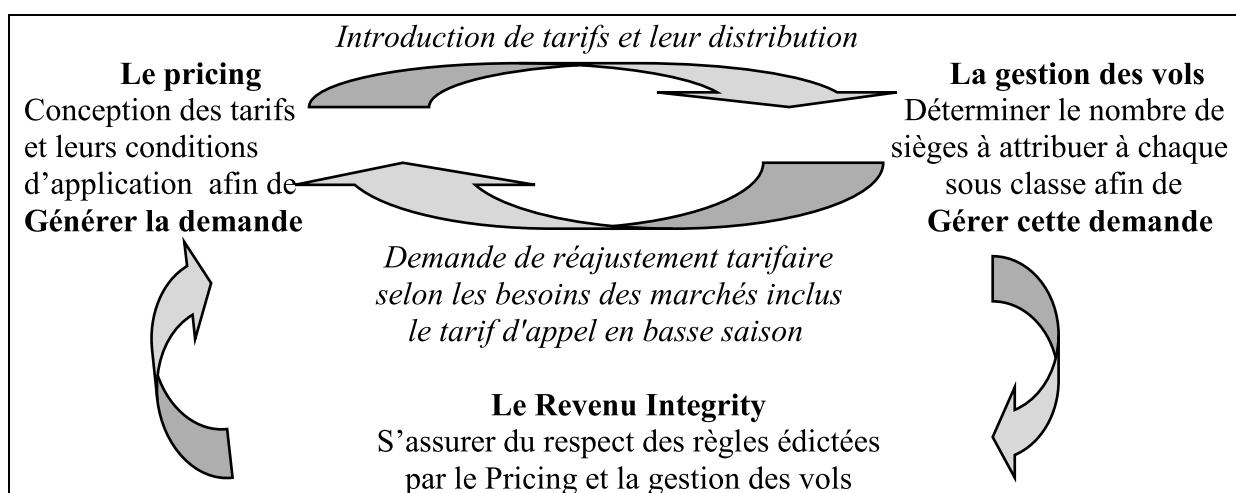 Introduction de tarifs et leur distribution
Le pricing
Conception des tarifs
et leurs conditions
d’application afin de
Générer la demande
La gestion des vols
Déterminer le nombre de
sièges à attribuer à chaque
sous classe afin de
Gérer cette demande
Demande de réajustement tarifaire
selon les besoins des marchés inclus
le tarif d'appel en basse saison
Le Revenu Integrity
S’assurer du respect des règles édictées
par le Pricing et la gestion des vols